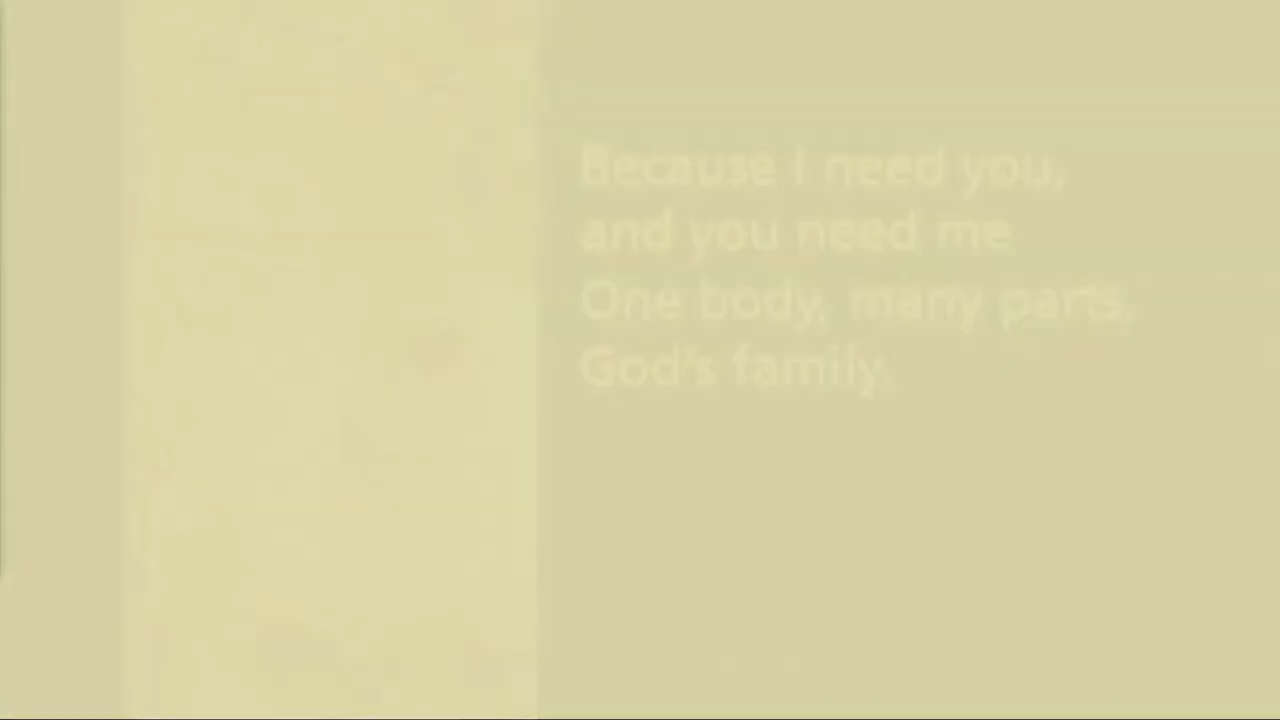 Because I need you,
and you need me
One body, many parts,
God's family